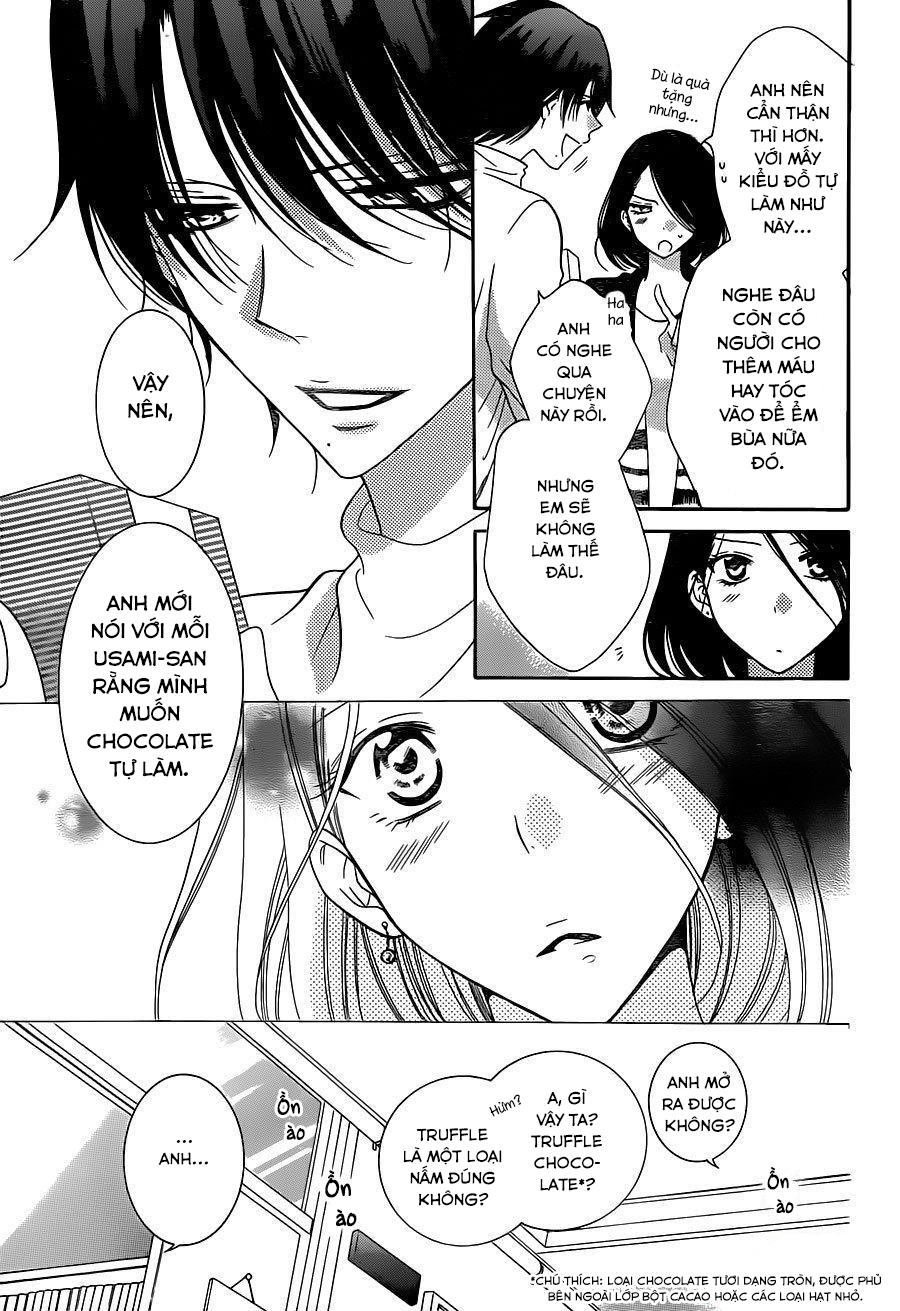 ANH NÊN
CẨN THẬN
THÌ HƠN.
VỚI MẤY
KIỂU ĐỒ TỰ
LÀM NHƯ
NÀY...
Dù là quà
tặng
nhưng...
NGHE ĐÂU
CÒN CÓ
NGƯỜI CHO
THÊM MÁU
HAY TÓC
VÀO ĐỂ ẾM
BÙA NỮA
ĐÓ.
Ha
ha
ANH
CÓ NGHE
QUA
CHUYỆN
NÀY RỒI.
NHƯNG
EM SẼ
KHÔNG
LÀM THẾ
ĐÂU.
VẬY
NÊN,
ANH MỚI
NÓI VỚI MỖI
USAMI-SAN
RẰNG MÌNH
MUỐN
CHOCOLATE
TỰ LÀM.
ANH MỞ
RA ĐƯỢC
KHÔNG?
A, GÌ
VẬY TA?
TRUFFLE
CHOCO-
LATE*?
Hửm?
TRUFFLE
LÀ MỘT LOẠI
NẤM ĐÚNG
KHÔNG?
Ồn
ào
Ồn
ào
Ồn
ào
...
ANH...
*CHÚ THÍCH: LOẠI CHOCOLATE TƯƠI DẠNG TRÒN, ĐƯỢC PHỦ
BÊN NGOÀI LỚP BỘT CACAO HOẶC CÁC LOẠI HẠT NHỎ.